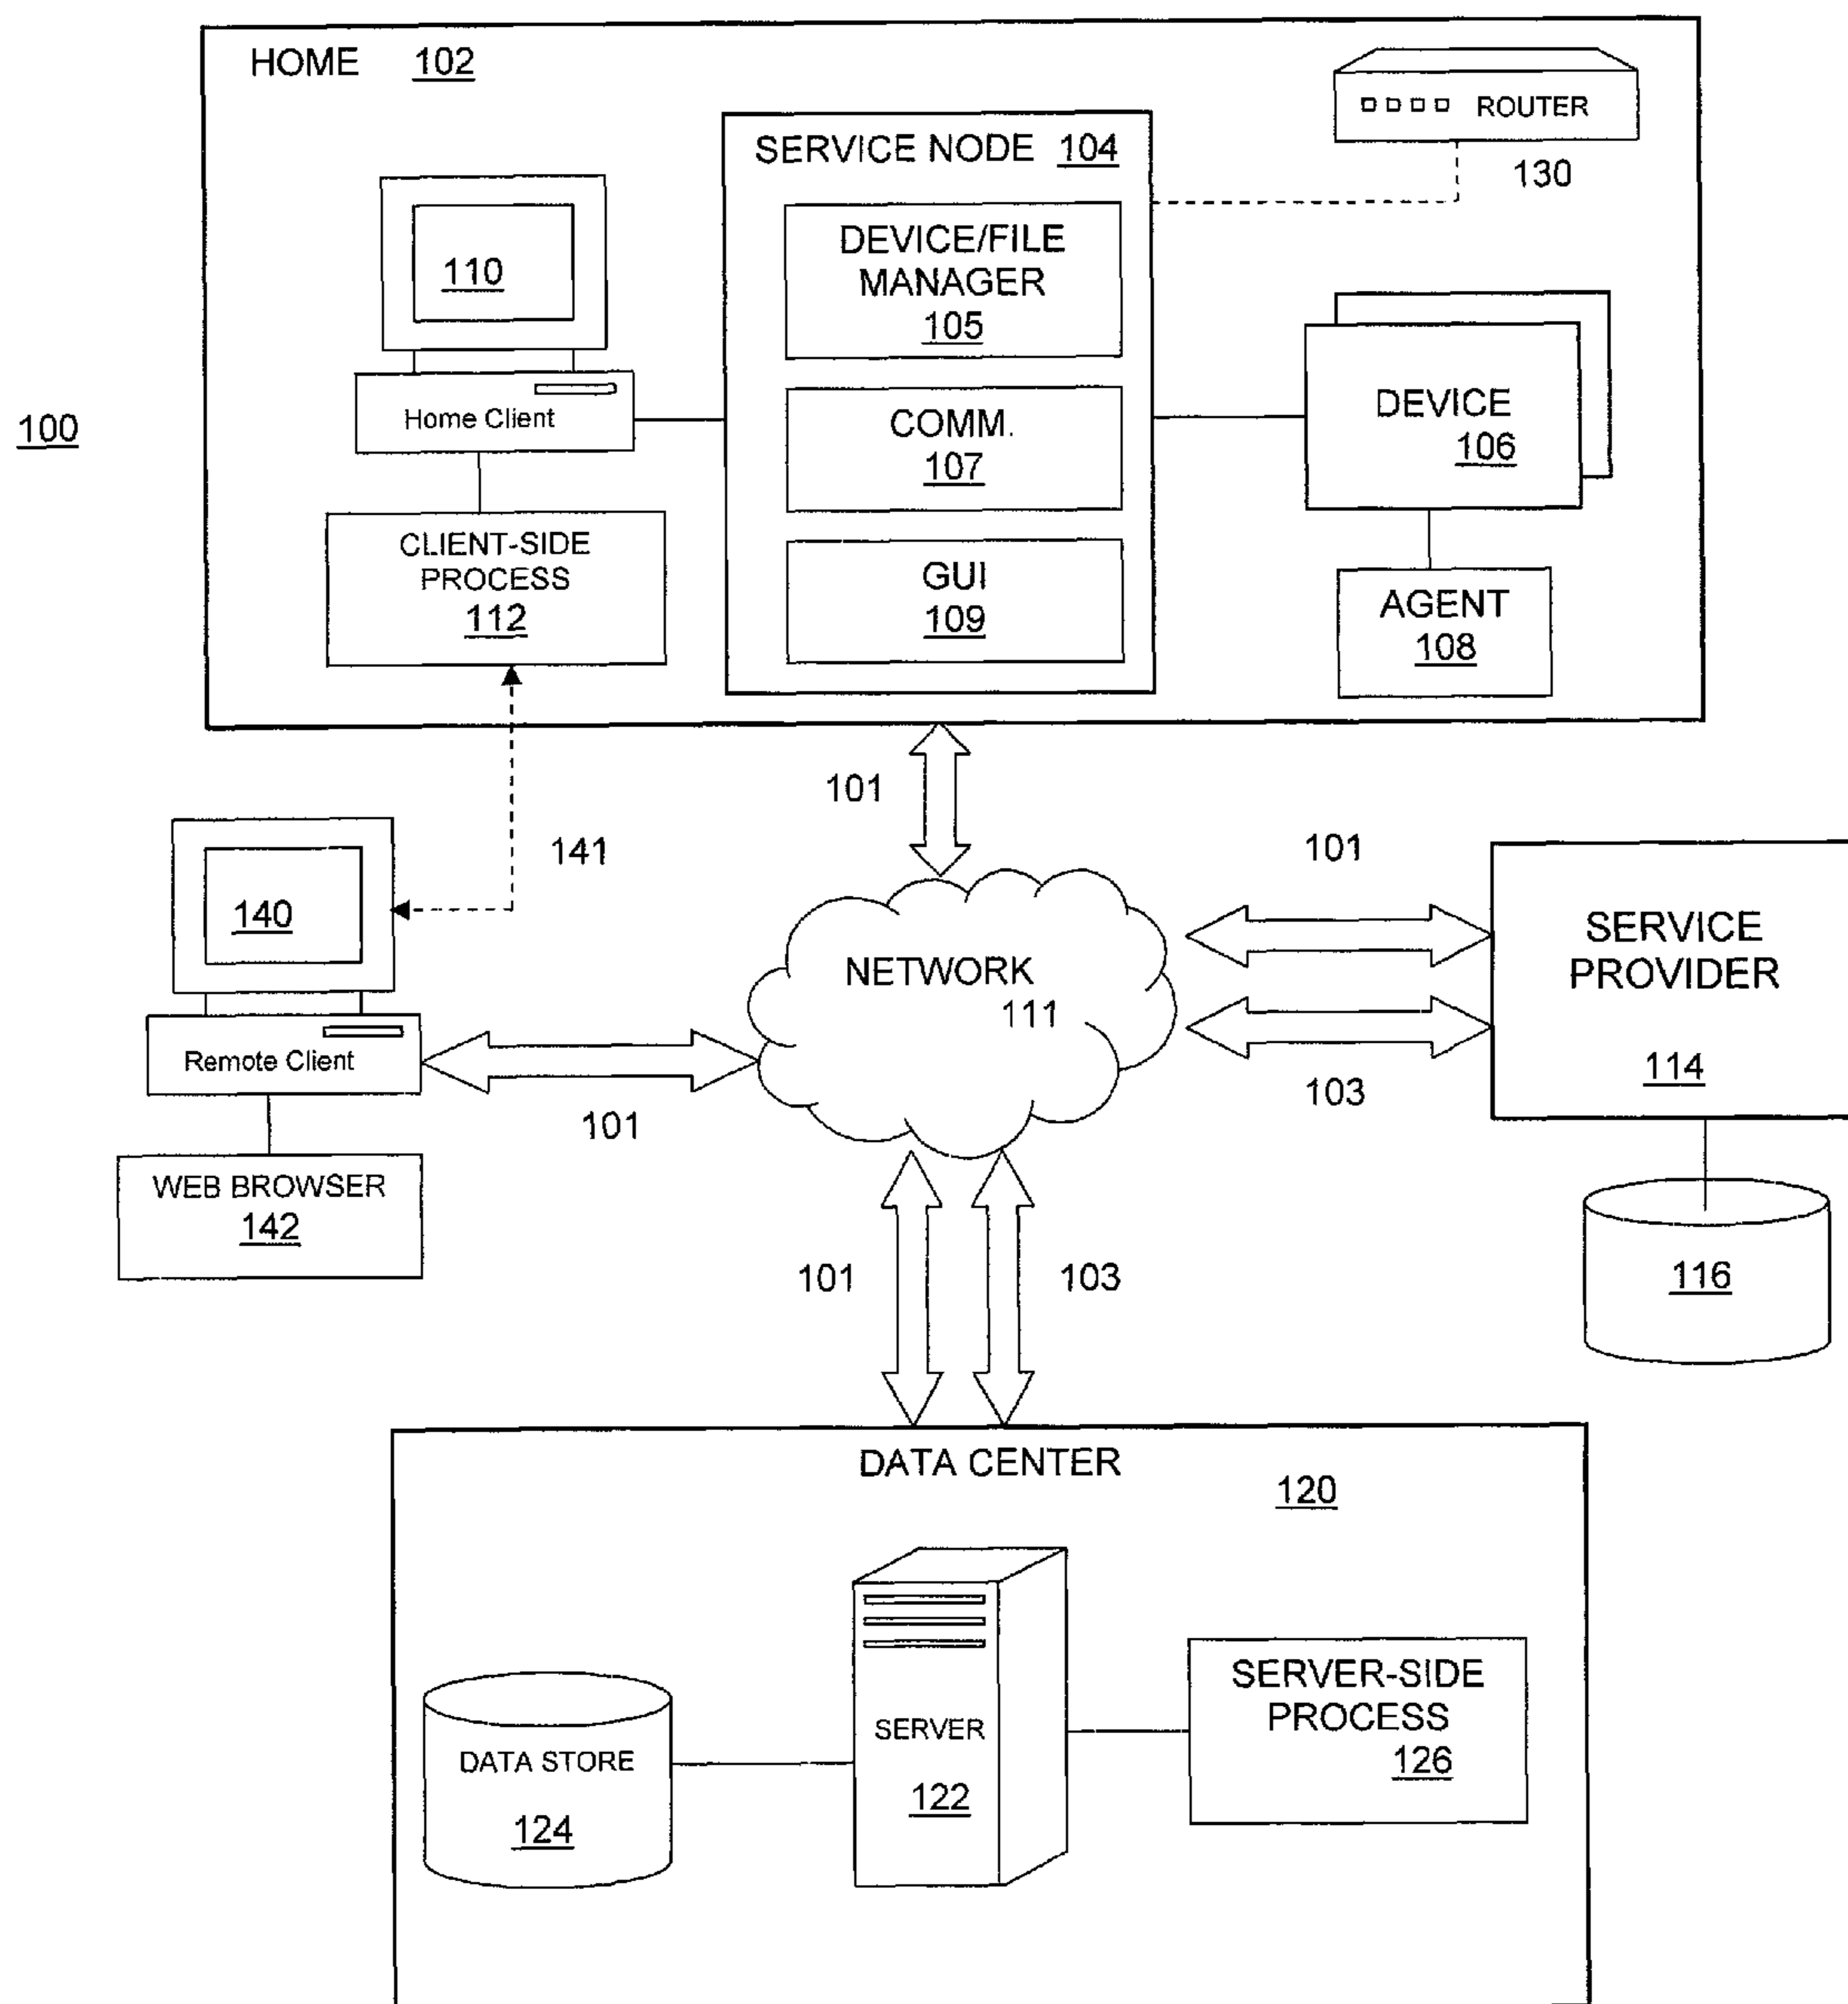 HOME 102
ROUTER
130
SERVICE NODE 104
DEVICE/FILE
MANAGER
105
110
Home Client
COMM.
107
DEVICE
106
100
CLIENT-SIDE
PROCESS
112
GUI
109
AGENT
108
101
141
101
140
SERVICE
PROVIDER
114
NETWORK
111
Remote Client
101
103
WEB BROWSER
142
101
103
116
DATA CENTER
120
SERVER-SIDE
PROCESS
126
SERVER
122
DATA STORE
124